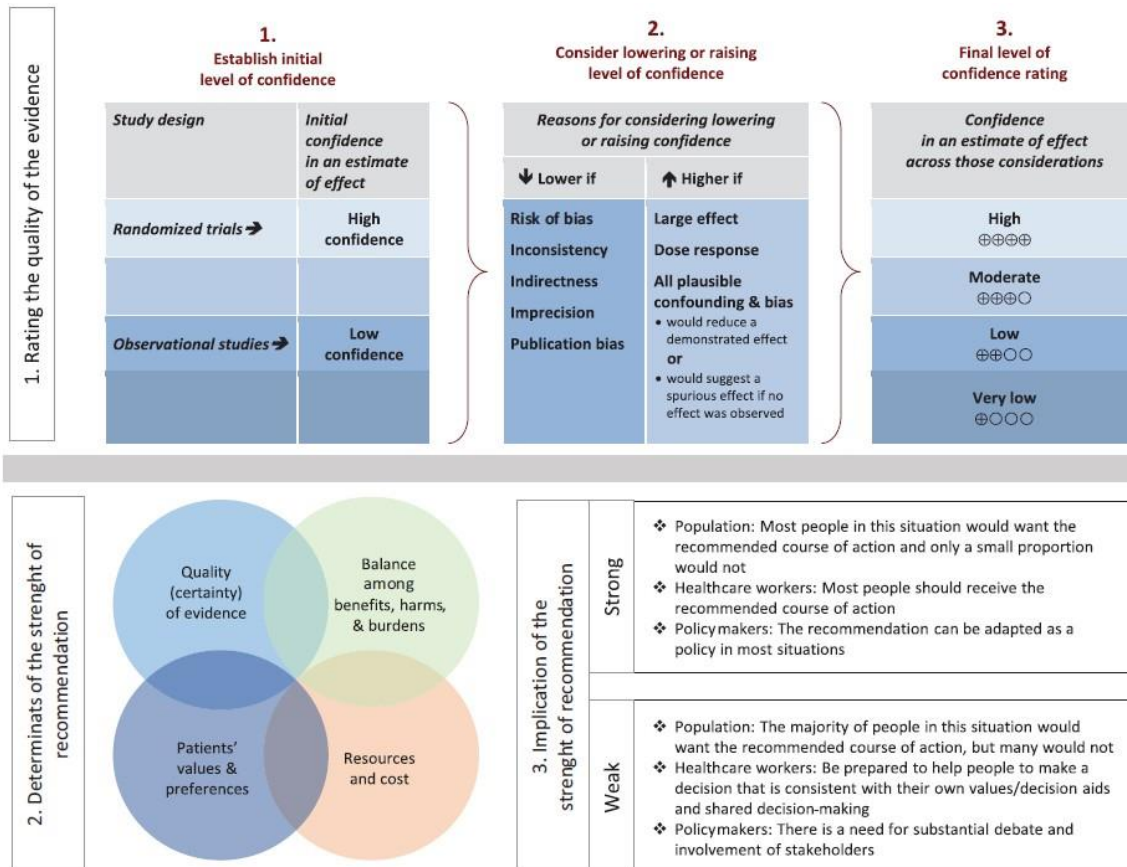 1. Rating the quality of the evidence
1.
Establish initial
level of confidence
2.
Consider lowering or raising
level of confidence
3.
Final level of
confidence rating
Study design
Initial
confidence
in an estimate
of effect
Reasons for considering lowering
or raising confidence
Confidence
in an estimate of effect
across those considerations
🡻 Lower if
🡹 Higher if
Randomized trials ➔
High
confidence
Observational studies ➔
Low
confidence
Risk of bias
Inconsistency
Indirectness
Imprecision
Publication bias
Large effect
Dose response
All plausible
confounding & bias
• would reduce a
demonstrated effect
or
• would suggest a
spurious effect if no
effect was observed
High
⊕⊕⊕⊕
Moderate
⊕⊕⊕○
Low
⊕⊕○○
Very low
⊕○○○
2. Determinats of the strenght of
recommendation
Quality
(certainty)
of evidence
Balance
among
benefits, harms,
& burdens
Patients’
values &
preferences
Resources
and cost
3. Implication of the
strenght of recommendation
Strong
❖ Population: Most people in this situation would want the
recommended course of action and only a small proportion
would not
❖ Healthcare workers: Most people should receive the
recommended course of action
❖ Policymakers: The recommendation can be adapted as a
policy in most situations
Weak
❖ Population: The majority of people in this situation would
want the recommended course of action, but many would not
❖ Healthcare workers: Be prepared to help people to make a
decision that is consistent with their own values/decision aids
and shared decision-making
❖ Policymakers: There is a need for substantial debate and
involvement of stakeholders